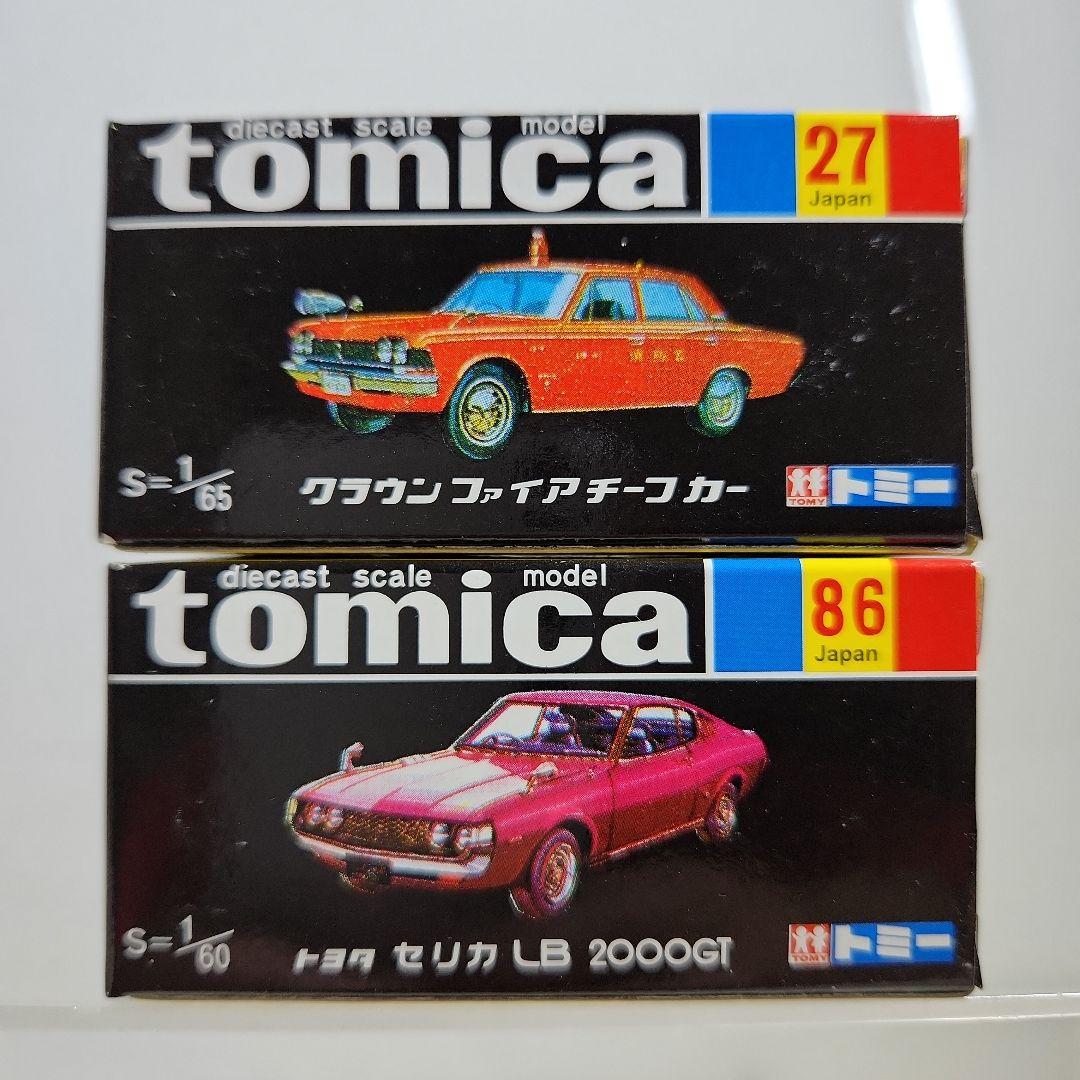 diecast scale model
tomica
27
Japan
S=1/65
クラウン ファイア チーフ カー
TOMY
トミー
diecast scale model
tomica
86
Japan
S=1/60
トヨタ セリカ LB 2000GT
TOMY
トミー